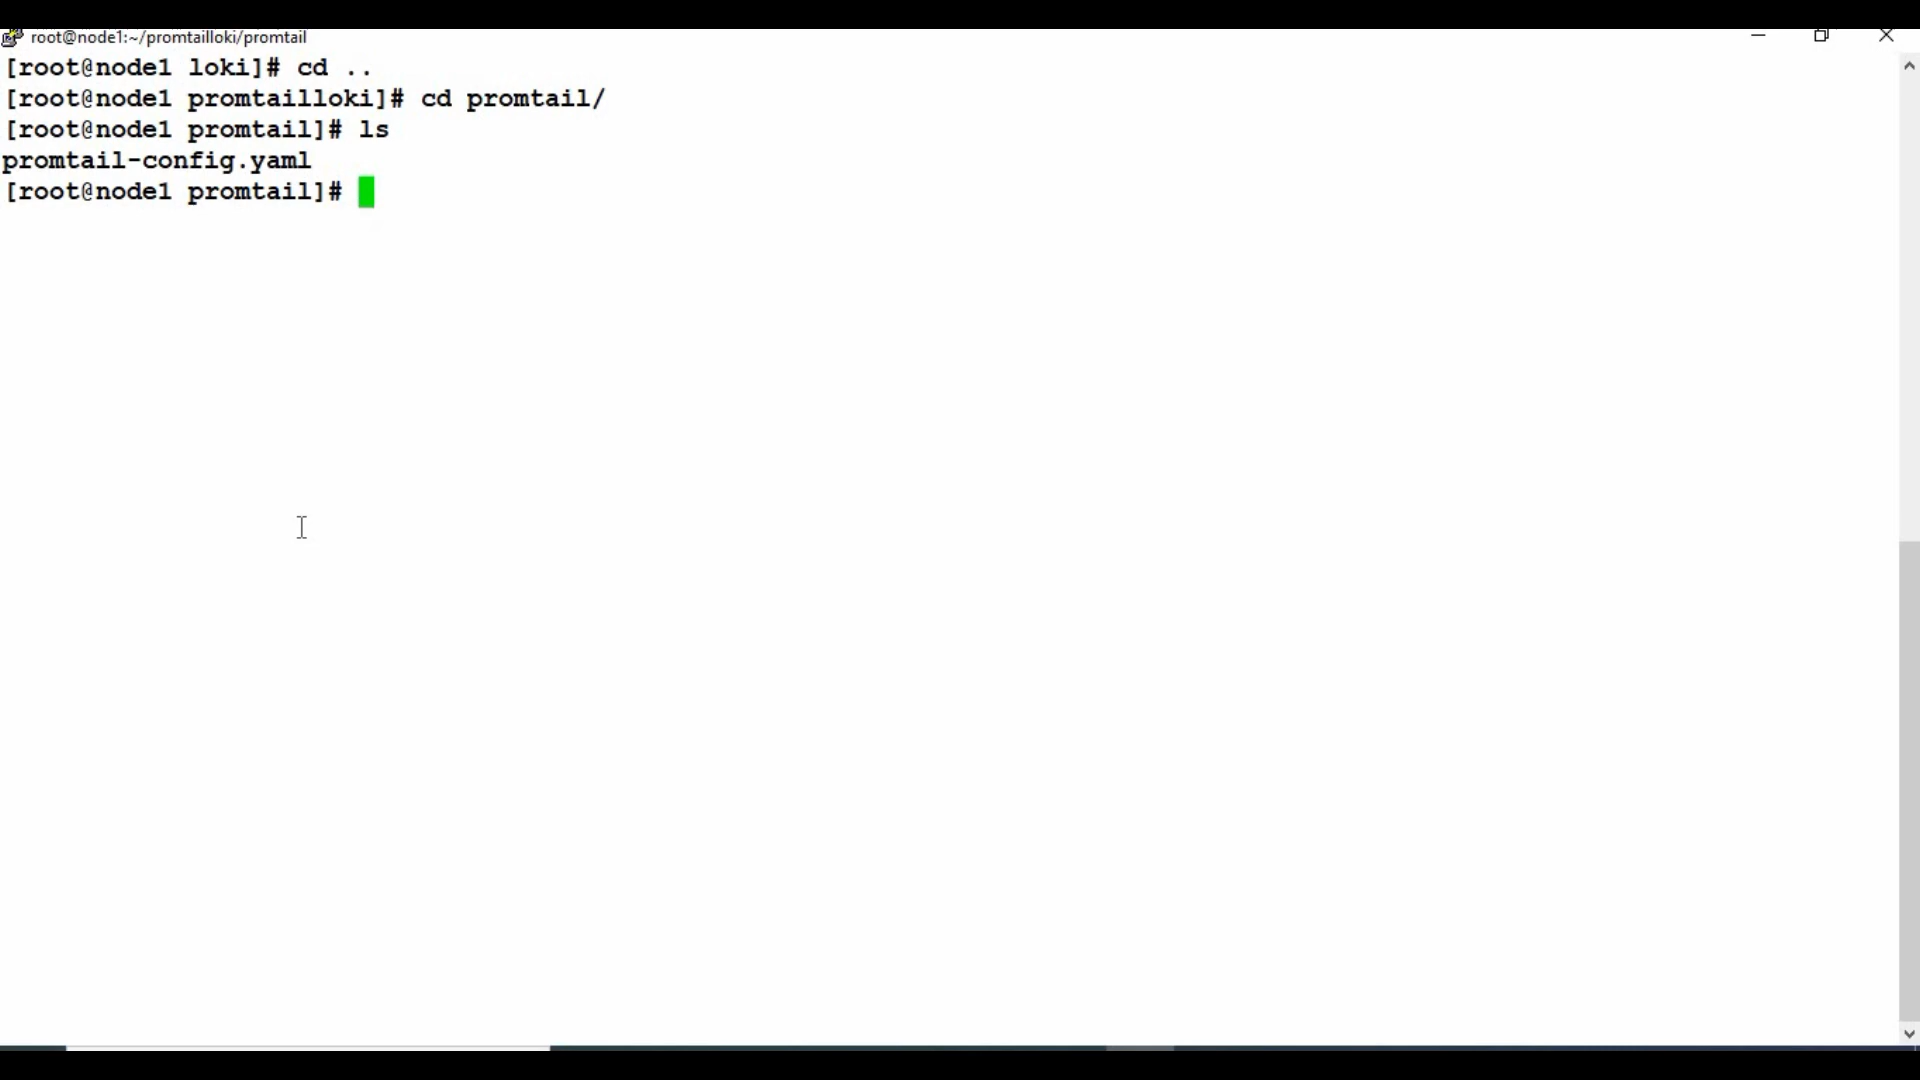 root@node1:~/promtailloki/promtail
[root@node1 loki]# cd ..
[root@node1 promtailloki]# cd promtail/
[root@node1 promtail]# ls
promtail-config.yaml
[root@node1 promtail]#